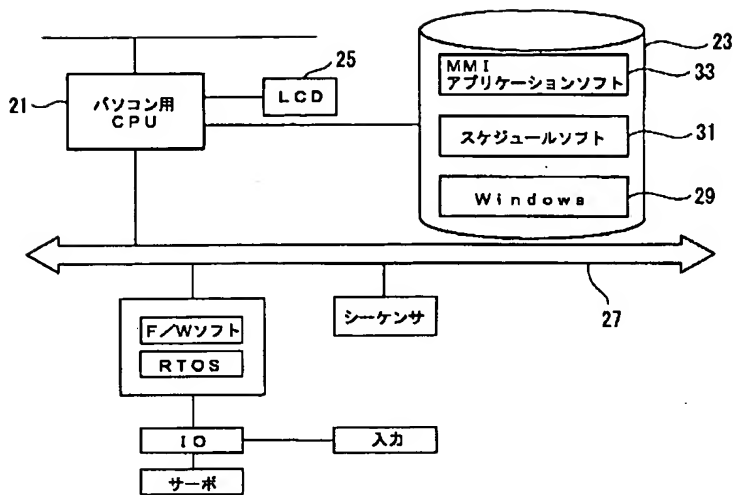 25
23
MMI
アプリケーションソフト
33
21
パソコン用
CPU
LCD
スケジュールソフト
31
Windows
29
シーケンサ
27
F/Wソフト
RTOS
IO
入力
サーボ